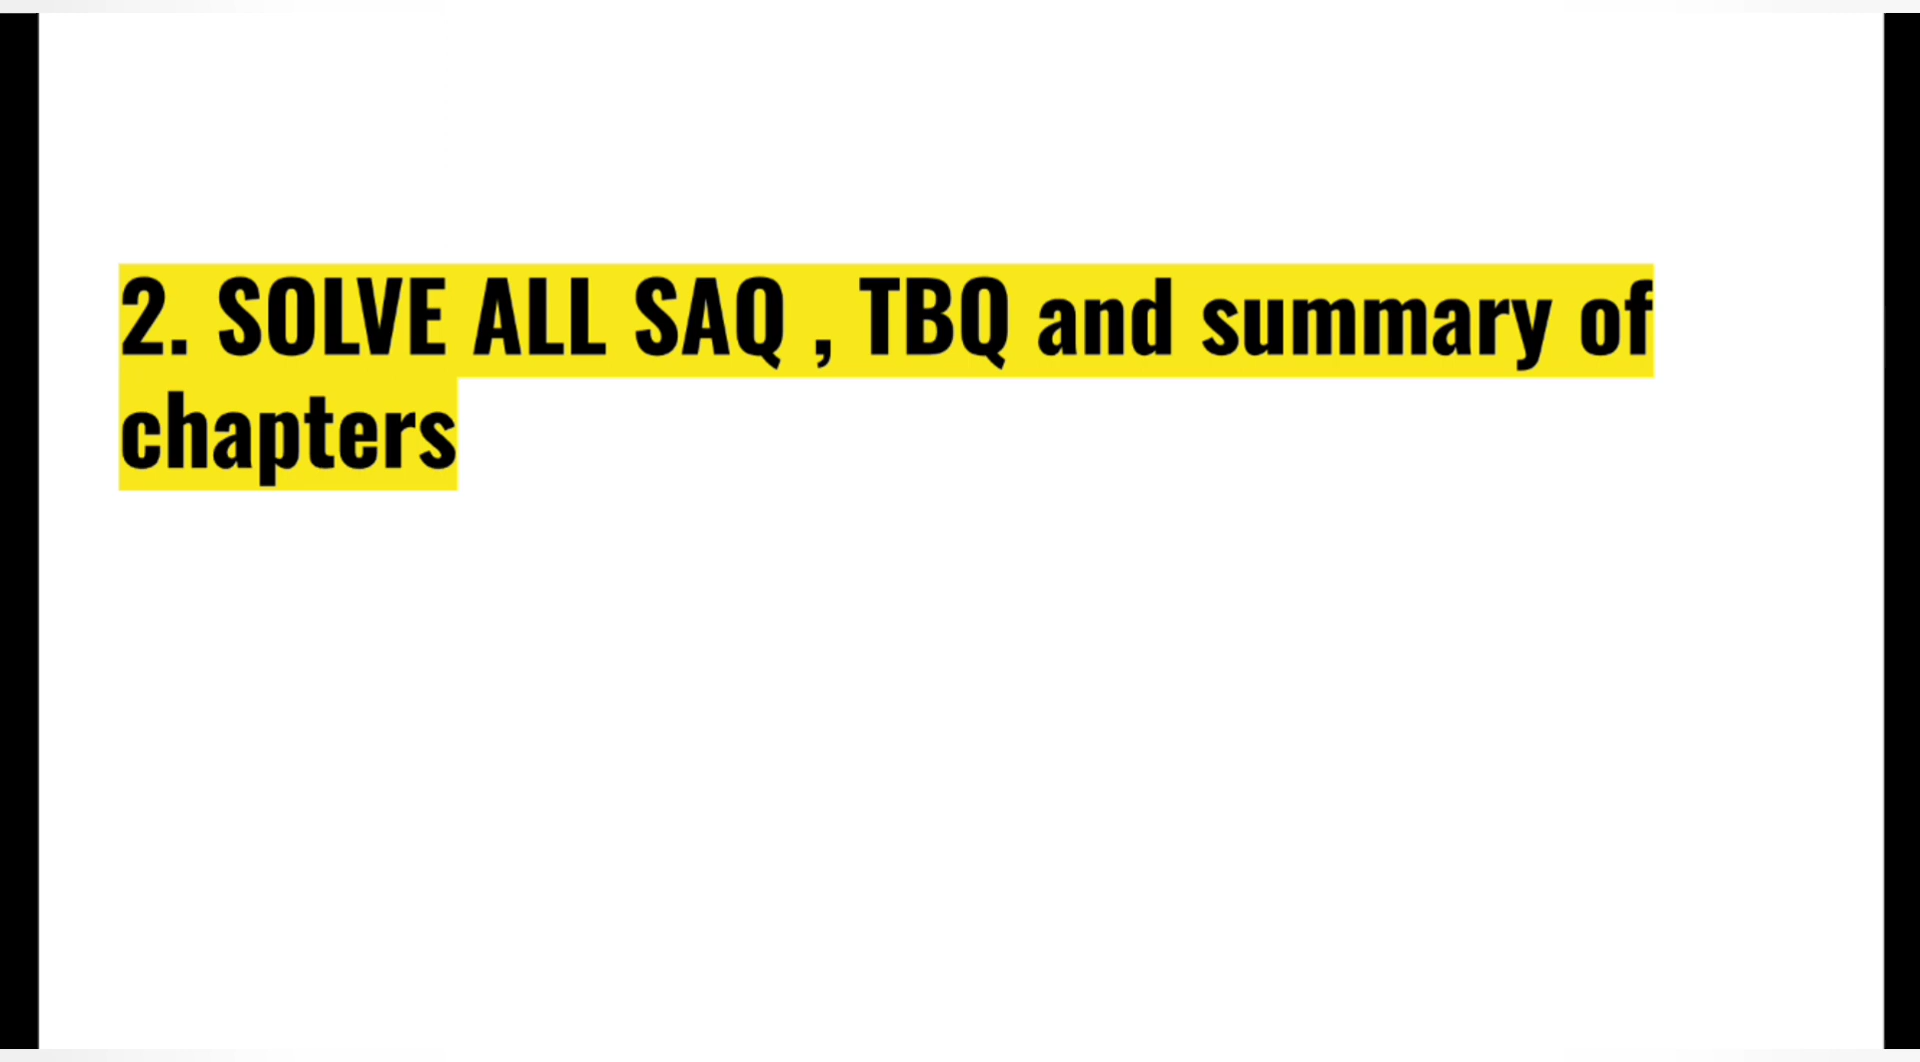 2. SOLVE ALL SAQ , TBQ and summary of
chapters